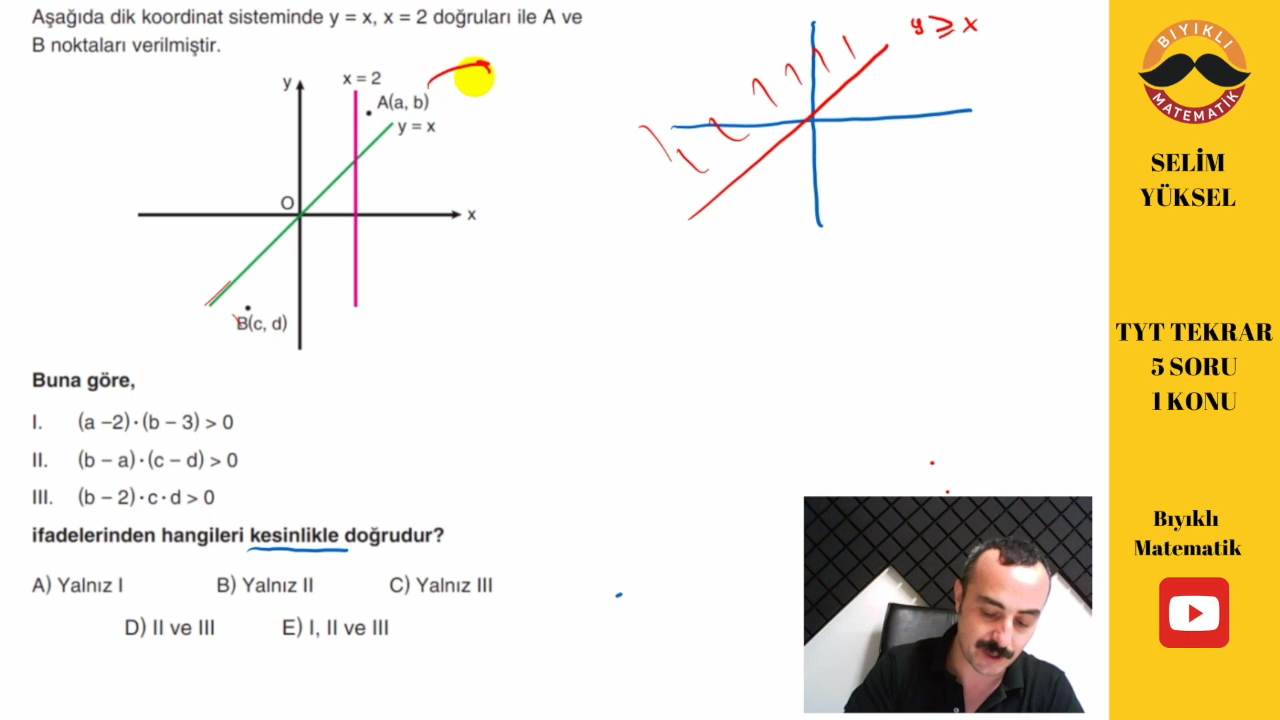 Aşağıda dik koordinat sisteminde y = x, x = 2 doğruları ile A ve
B noktaları verilmiştir.
y
x = 2
A(a, b)
y = x
O
x
B(c, d)
y ≥ x
Buna göre,
I. (a −2)·(b − 3) > 0
II. (b − a)·(c − d) > 0
III. (b − 2)·c·d > 0
ifadelerinden hangileri kesinlikle doğrudur?
A) Yalnız I B) Yalnız II C) Yalnız III
D) II ve III E) I, II ve III
BIYIKLI
MATEMATİK
SELİM
YÜKSEL
TYT TEKRAR
5 SORU
1 KONU
Bıyıklı
Matematik